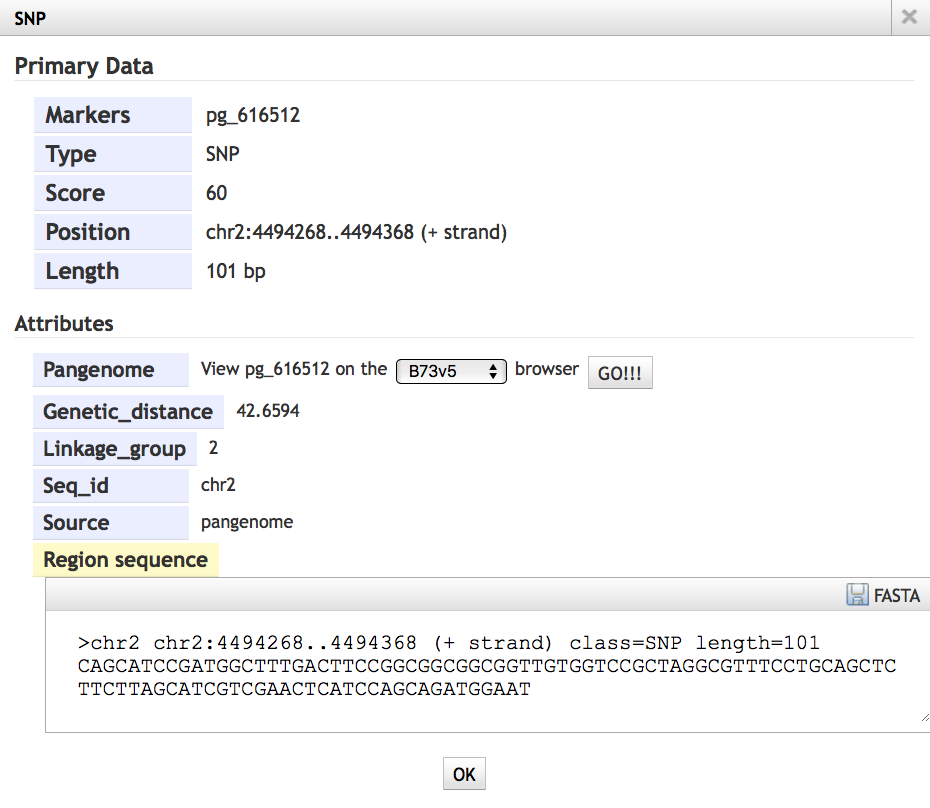 SNP
Primary Data
Markers pg_616512
Type SNP
Score 60
Position chr2:4494268..4494368 (+ strand)
Length 101 bp
Attributes
Pangenome View pg_616512 on the B73v5 browser GO!!!
Genetic_distance 42.6594
Linkage_group 2
Seq_id chr2
Source pangenome
Region sequence
FASTA
>chr2 chr2:4494268..4494368 (+ strand) class=SNP length=101
CAGCATCCGATGGCTTTGACTTCCGGCGGCGGCGGTTGTGGTCCGCTAGGCGTTTCCTGCAGCTC
TTCTTAGCATCGTCGAACTCATCCAGCAGATGGAAT
OK